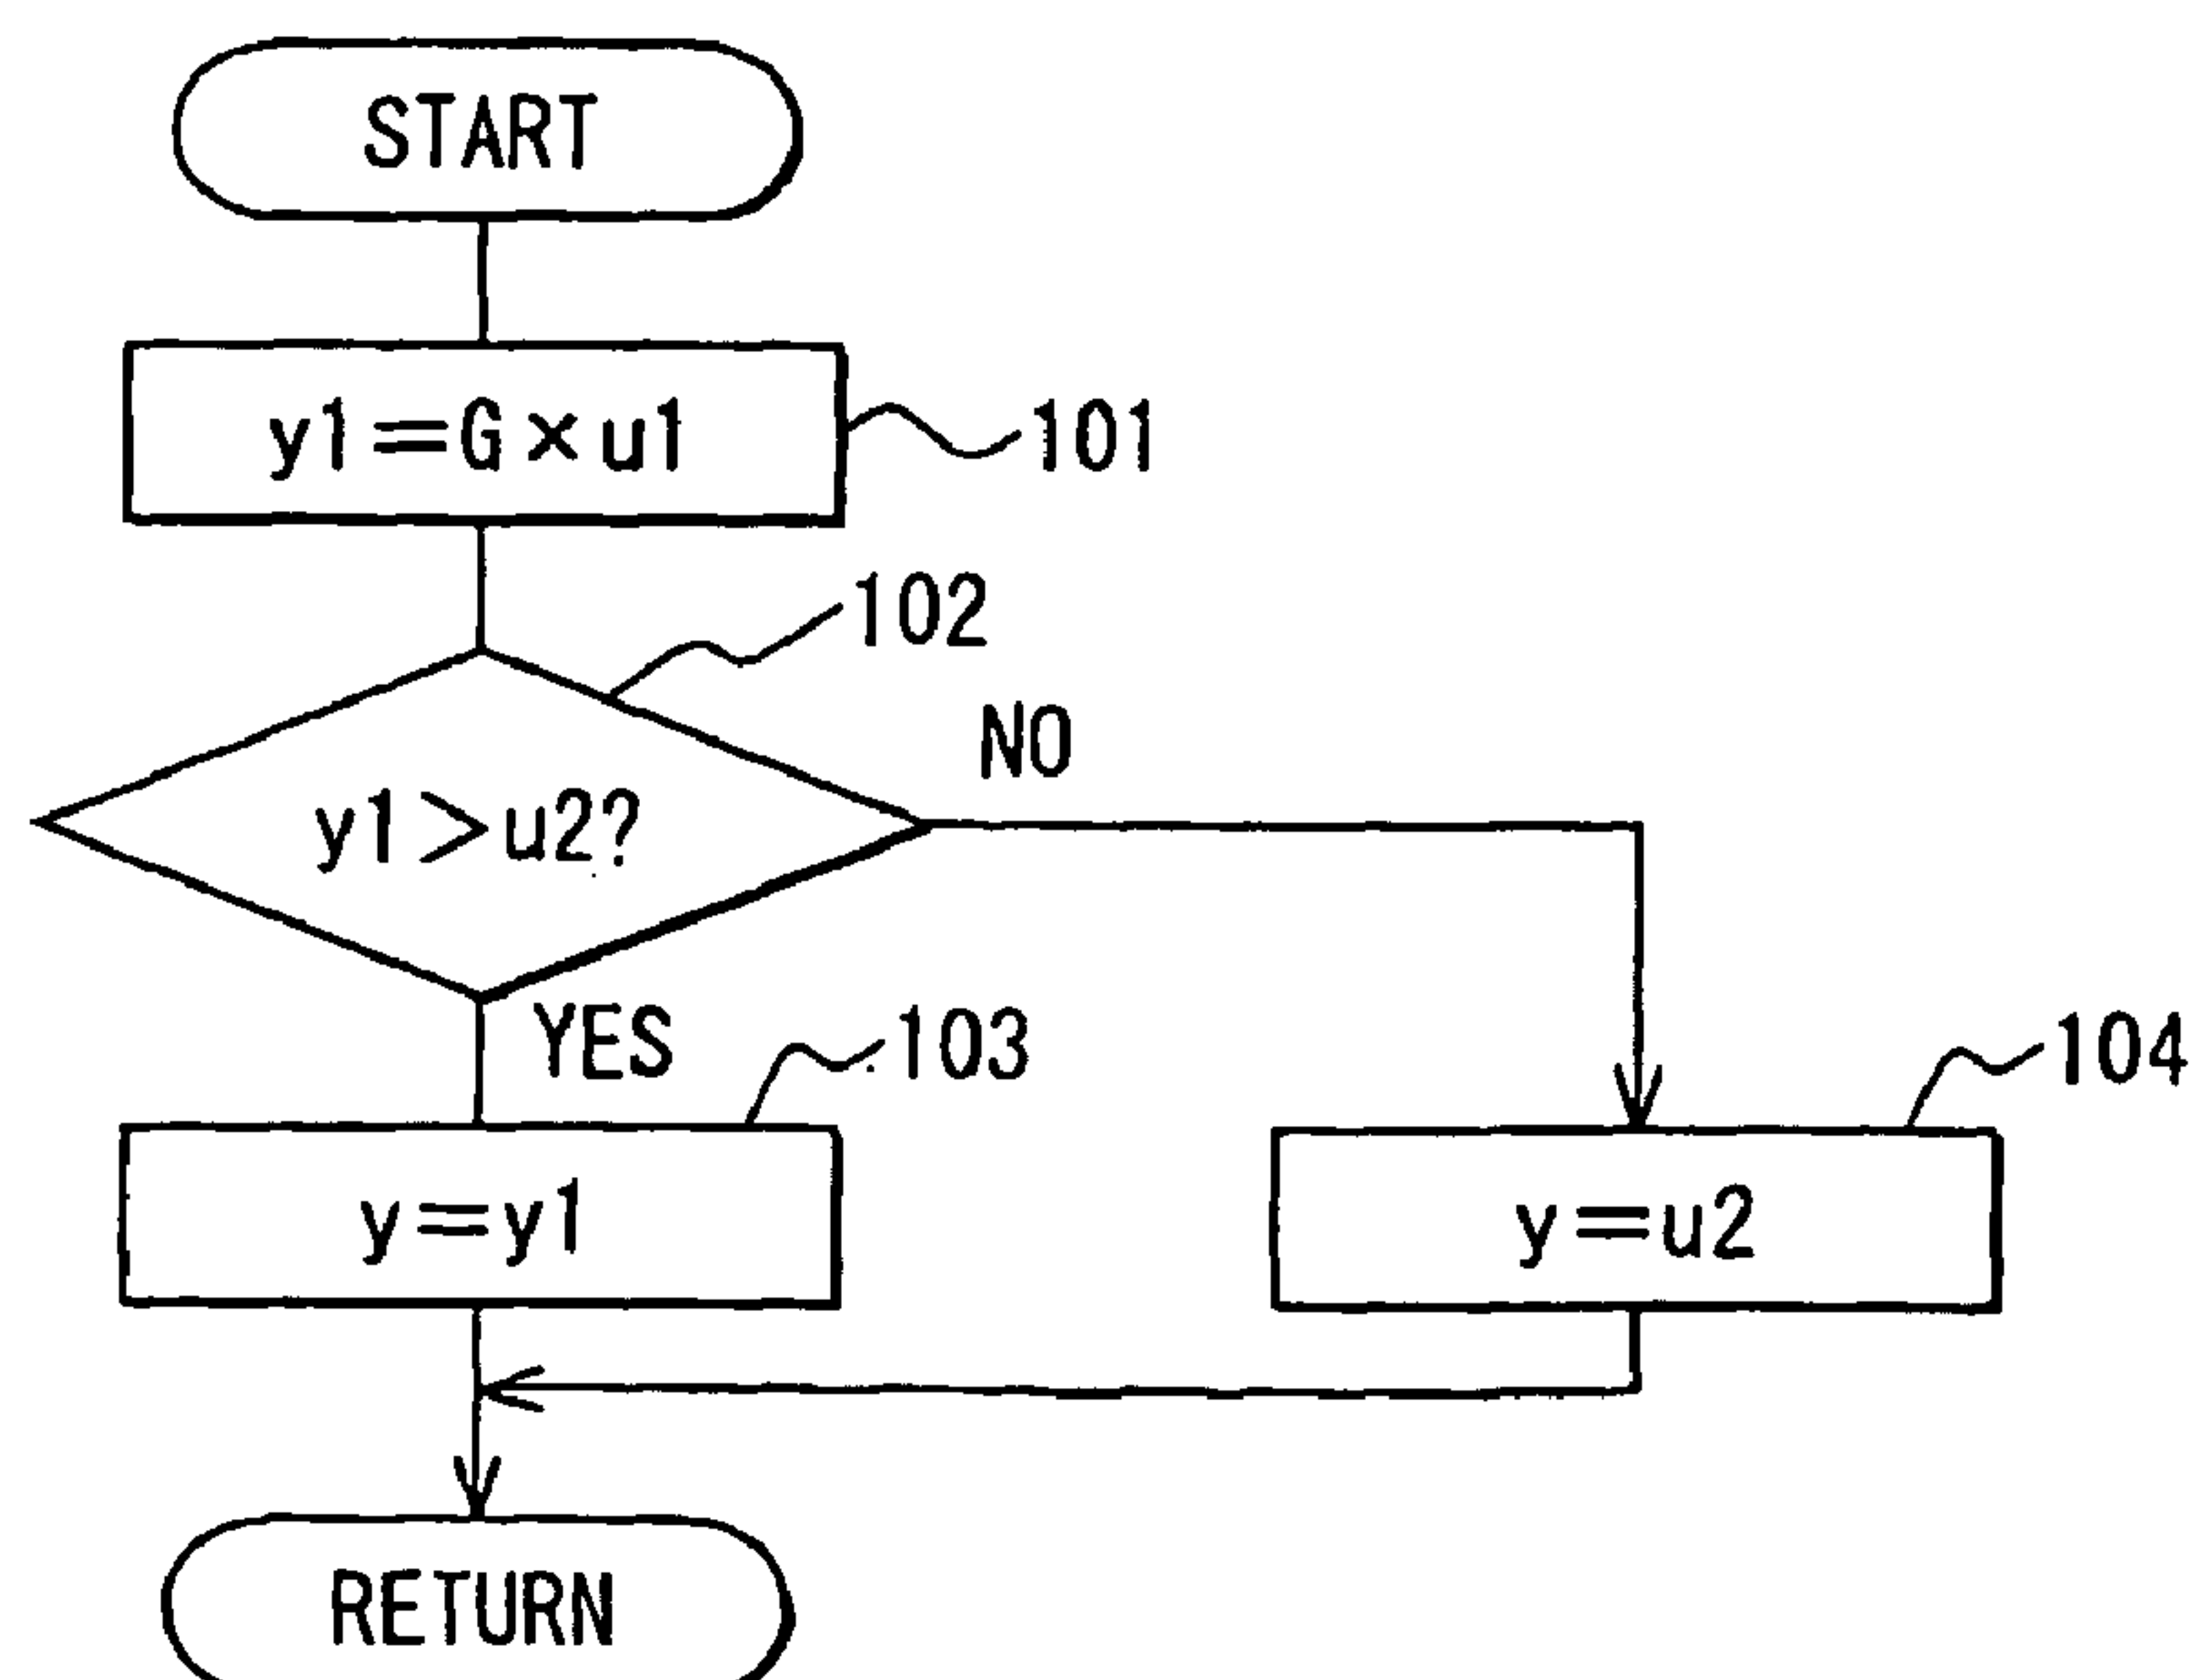 START
y1=G×u1
101
102
NO
y1>u2?
YES
103
104
y=y1
y=u2
RETURN